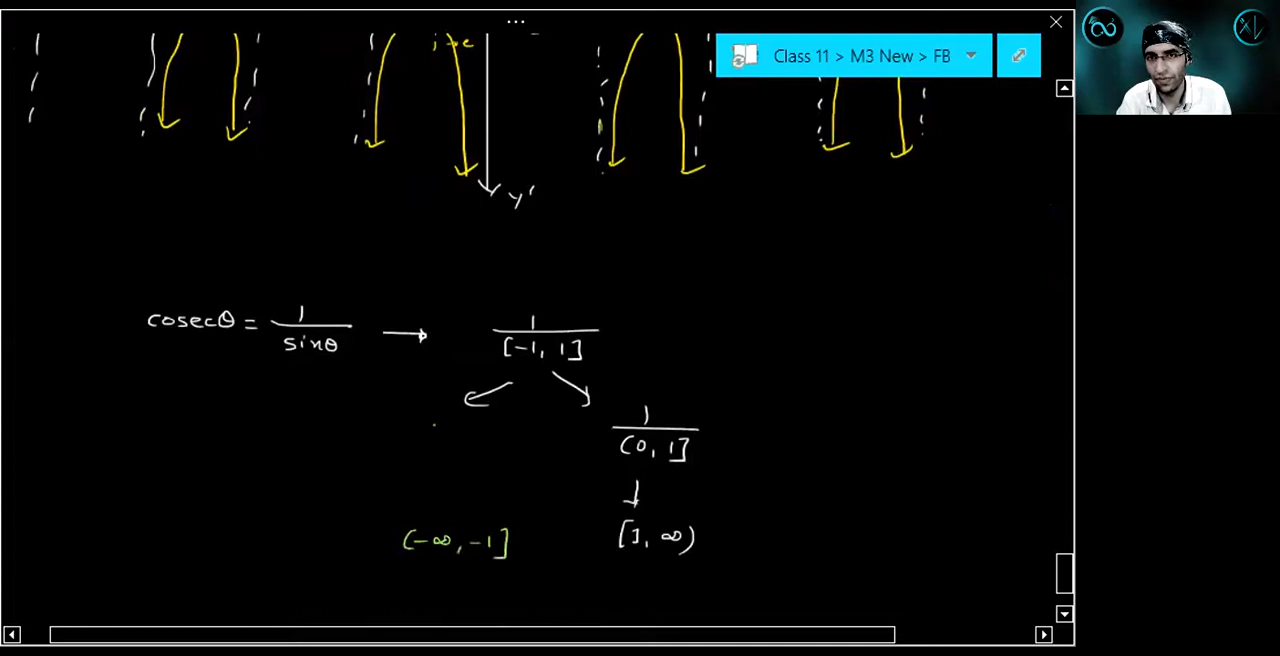 ...
Class 11 > M3 New > FB
y'
cosecθ = 1/sinθ → 1/[-1, 1]
1/(0, 1]
(-∞, -1] [1, ∞)